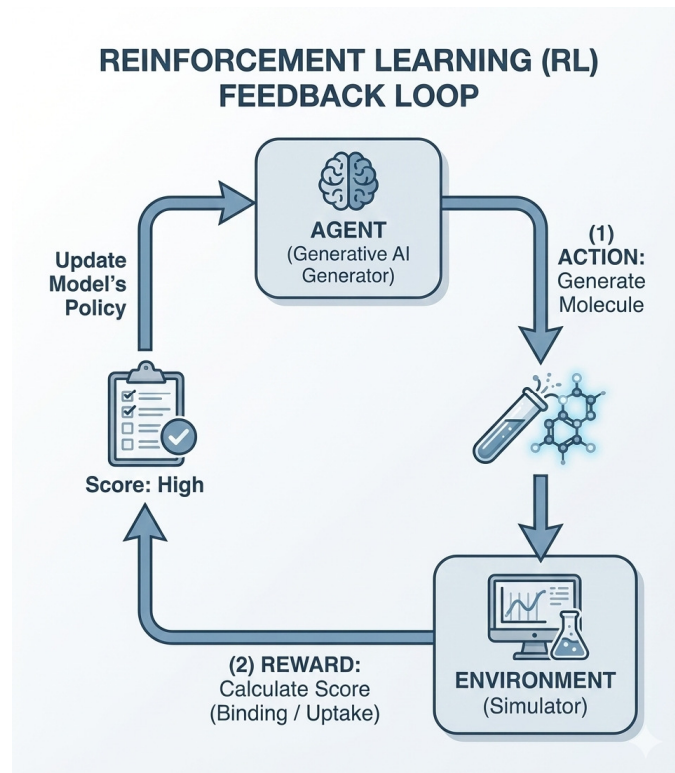 REINFORCEMENT LEARNING (RL)
FEEDBACK LOOP
AGENT
(Generative AI
Generator)
(1)
ACTION:
Generate
Molecule
Update
Model's
Policy
Score: High
(2) REWARD:
Calculate Score
(Binding / Uptake)
ENVIRONMENT
(Simulator)